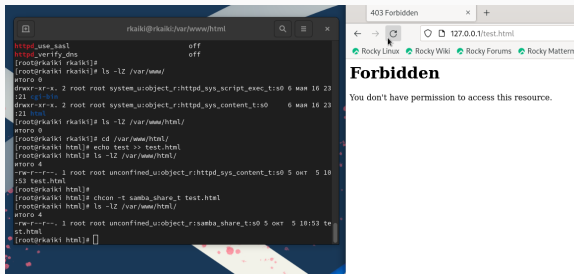 rkaiki@rkaiki:/var/www/html
httpd_use_sasl off
httpd_verify_dns off
[root@rkaiki rkaiki]#
[root@rkaiki rkaiki]# ls -lZ /var/www/
итого 0
drwxr-xr-x. 2 root root system_u:object_r:httpd_sys_script_exec_t:s0 6 мая 16 23
:21 cgi-bin
drwxr-xr-x. 2 root root system_u:object_r:httpd_sys_content_t:s0 6 мая 16 23
:21 html
[root@rkaiki rkaiki]# ls -lZ /var/www/html/
итого 0
[root@rkaiki rkaiki]# cd /var/www/html/
[root@rkaiki html]# echo test >> test.html
[root@rkaiki html]# ls -lZ /var/www/html/
итого 4
-rw-r--r--. 1 root root unconfined_u:object_r:httpd_sys_content_t:s0 5 окт 5 10
:53 test.html
[root@rkaiki html]#
[root@rkaiki html]# chcon -t samba_share_t test.html
[root@rkaiki html]# ls -lZ /var/www/html/
итого 4
-rw-r--r--. 1 root root unconfined_u:object_r:samba_share_t:s0 5 окт 5 10:53 te
st.html
[root@rkaiki html]#
403 Forbidden
127.0.0.1/test.html
Rocky Linux Rocky Wiki Rocky Forums Rocky Mattern
Forbidden
You don't have permission to access this resource.